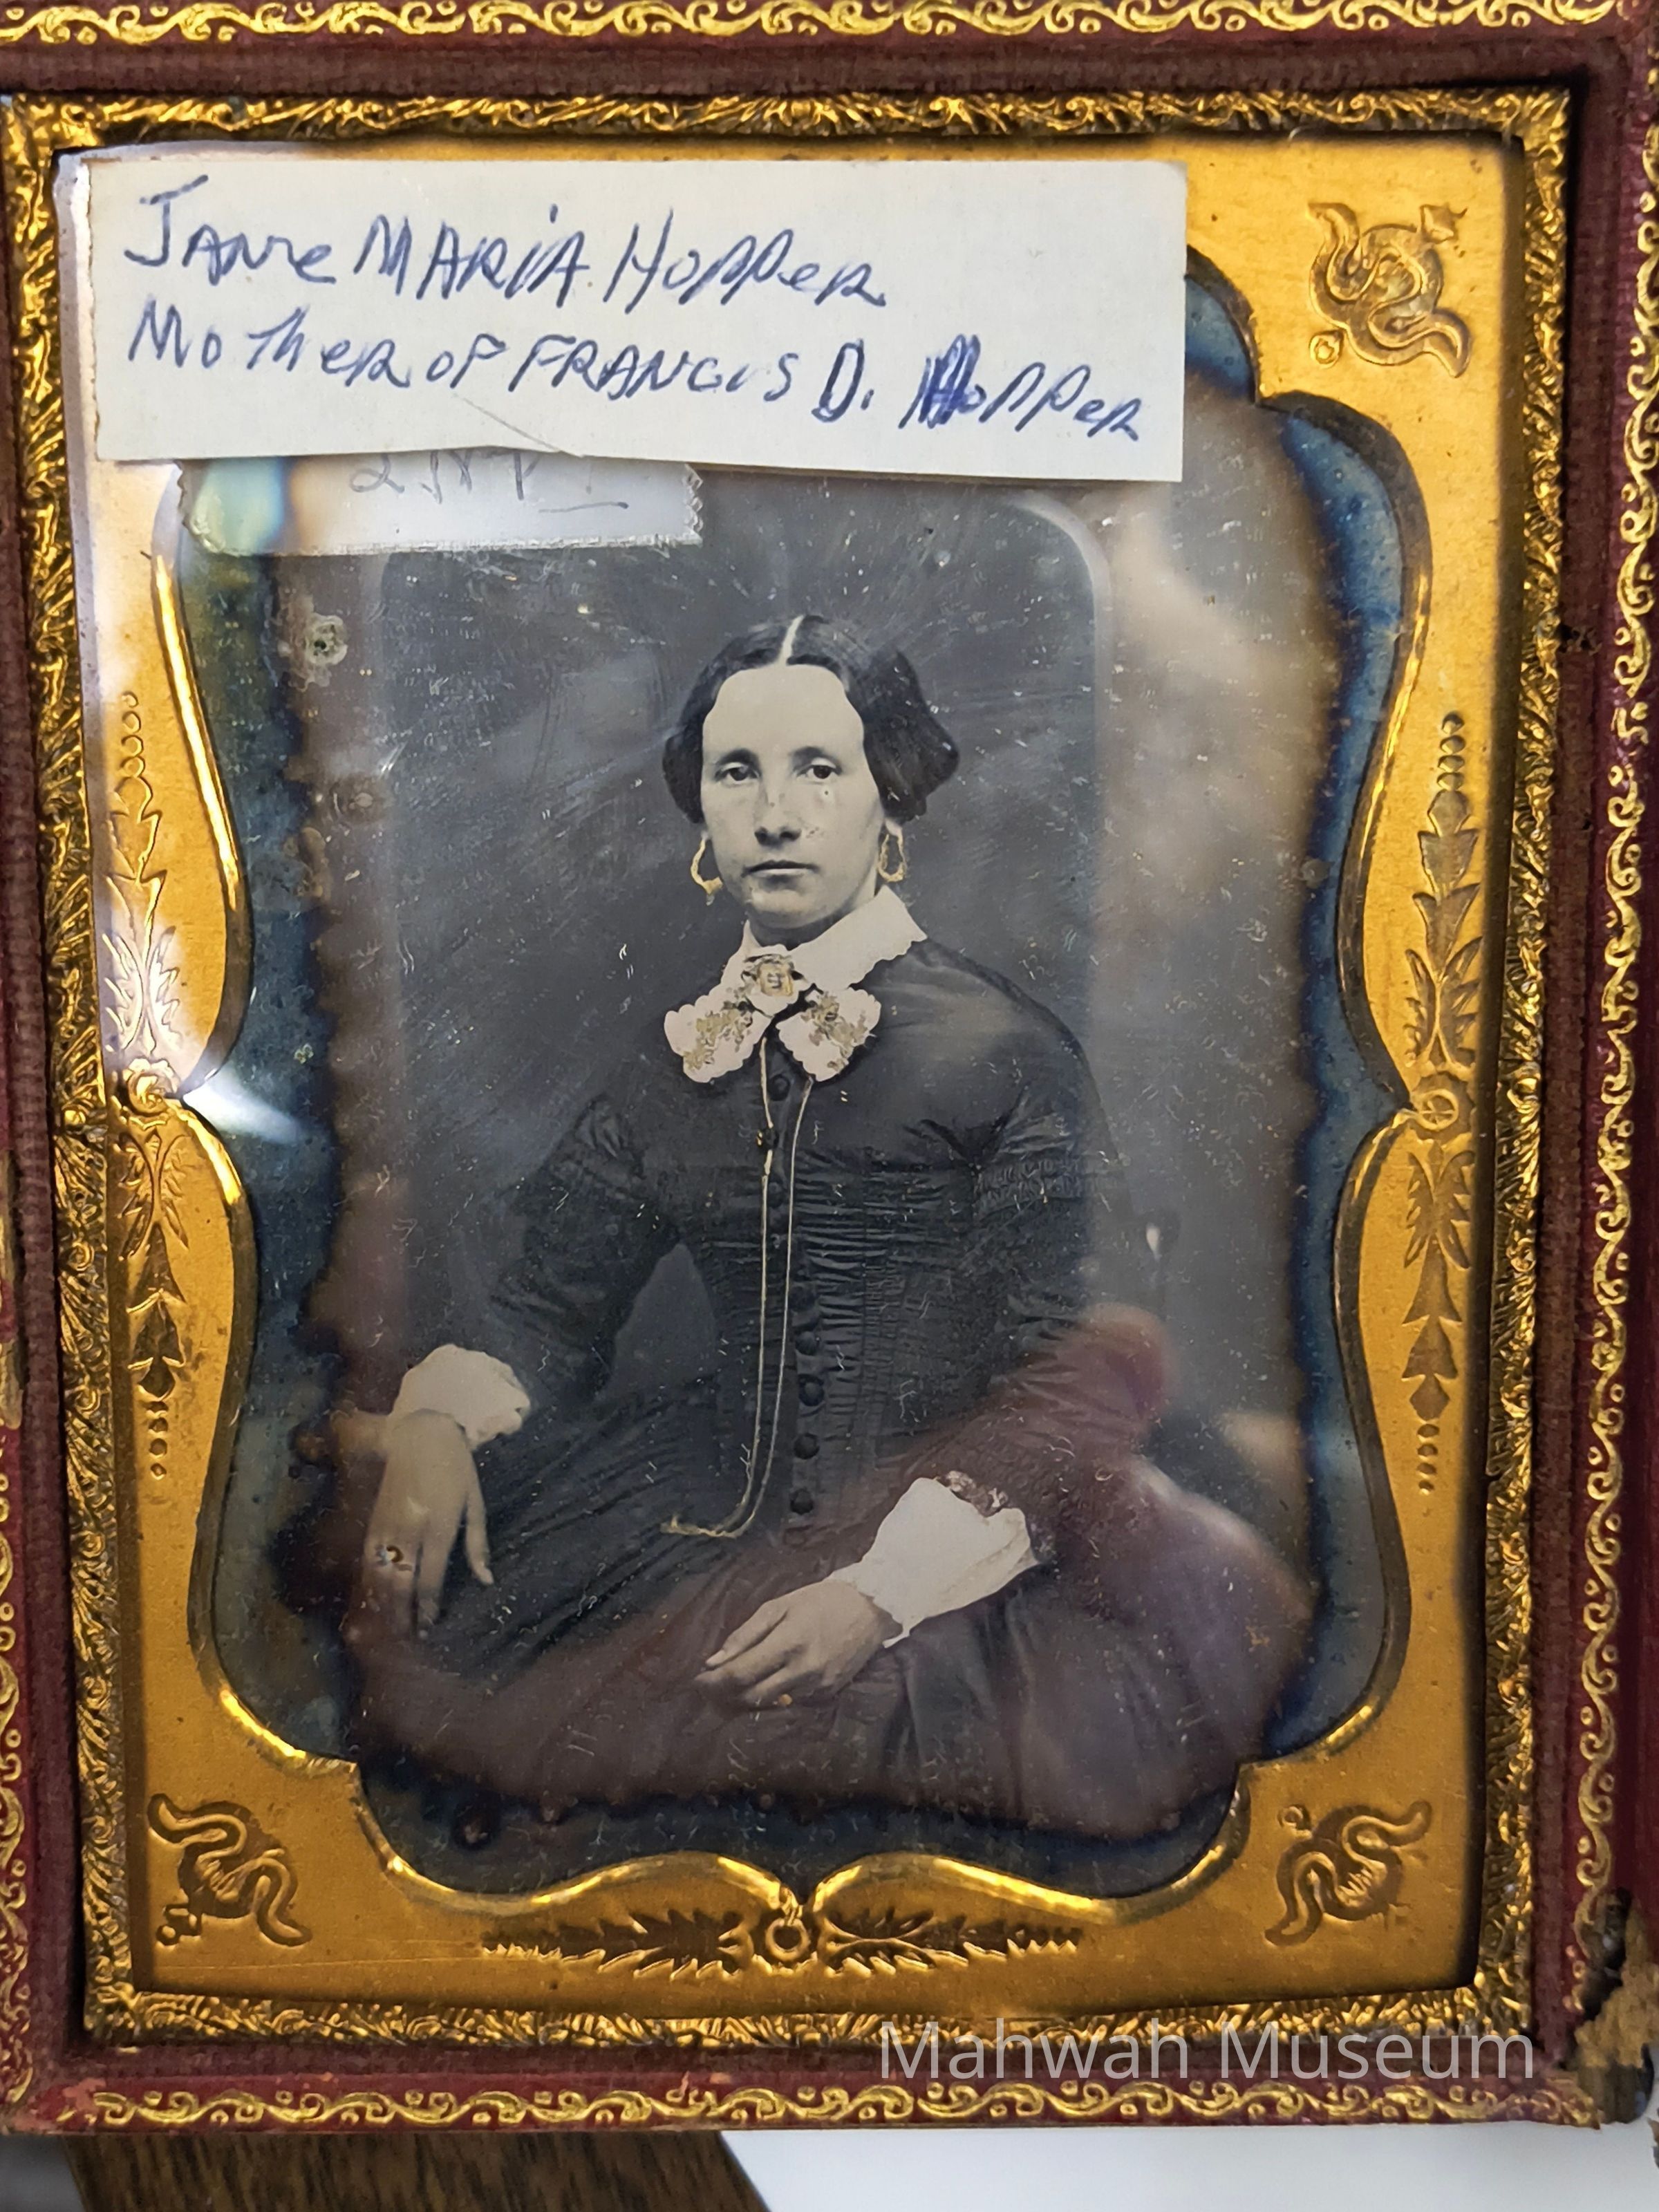 Jane Maria Hopper
Mother of Francis D. Hopper
Mahwah Museum